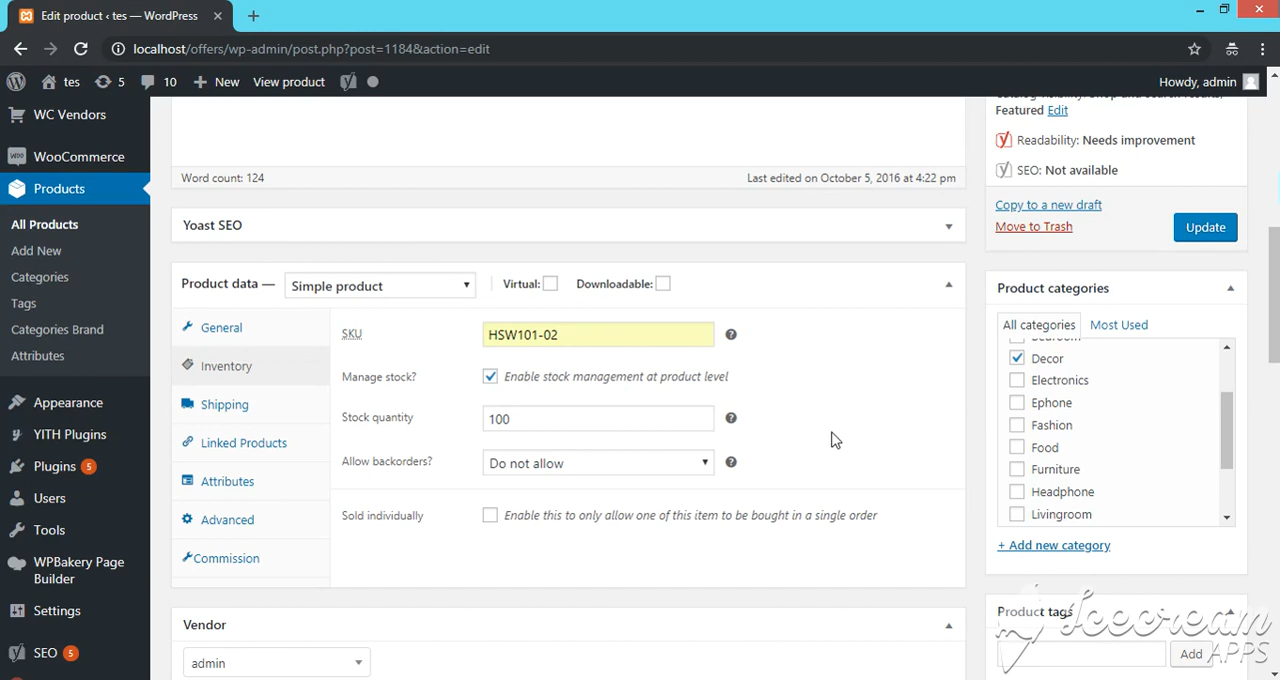 Edit product ‹ tes — WordPress
localhost/offers/wp-admin/post.php?post=1184&action=edit
tes 5 10 New View product
Howdy, admin
WC Vendors
WooCommerce
Products
All Products
Add New
Categories
Tags
Categories Brand
Attributes
Appearance
YITH Plugins
Plugins 5
Users
Tools
WPBakery Page
Builder
Settings
SEO 5
Word count: 124
Last edited on October 5, 2016 at 4:22 pm
Yoast SEO
Product data —
Simple product
Virtual:
Downloadable:
General
Inventory
Shipping
Linked Products
Attributes
Advanced
Commission
SKU
HSW101-02
Manage stock?
Enable stock management at product level
Stock quantity
100
Allow backorders?
Do not allow
Sold individually
Enable this to only allow one of this item to be bought in a single order
Vendor
admin
Featured Edit
Readability: Needs improvement
SEO: Not available
Copy to a new draft
Move to Trash
Update
Product categories
All categories
Most Used
Decor
Electronics
Ephone
Fashion
Food
Furniture
Headphone
Livingroom
+ Add new category
Product tags
Add
Icecream
APPS